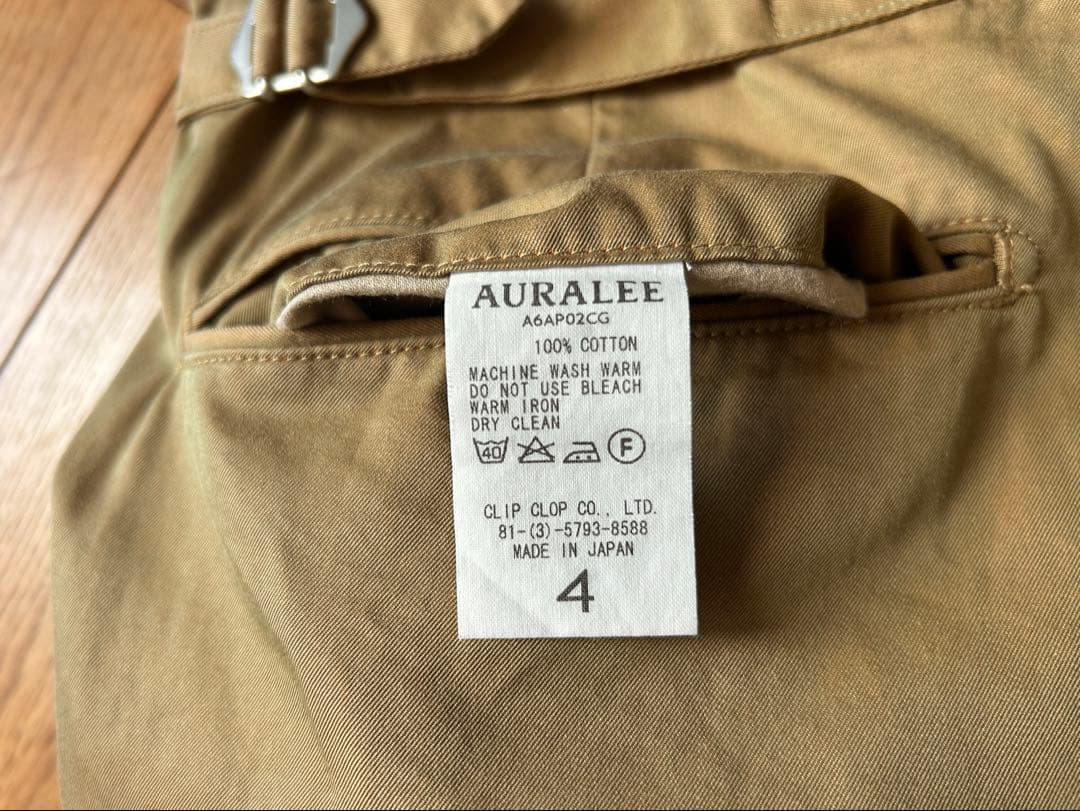 AURALEE
A6AP02CG
100% COTTON
MACHINE WASH WARM
DO NOT USE BLEACH
WARM IRON
DRY CLEAN
40 F
CLIP CLOP CO., LTD.
81-(3)-5793-8588
MADE IN JAPAN
4